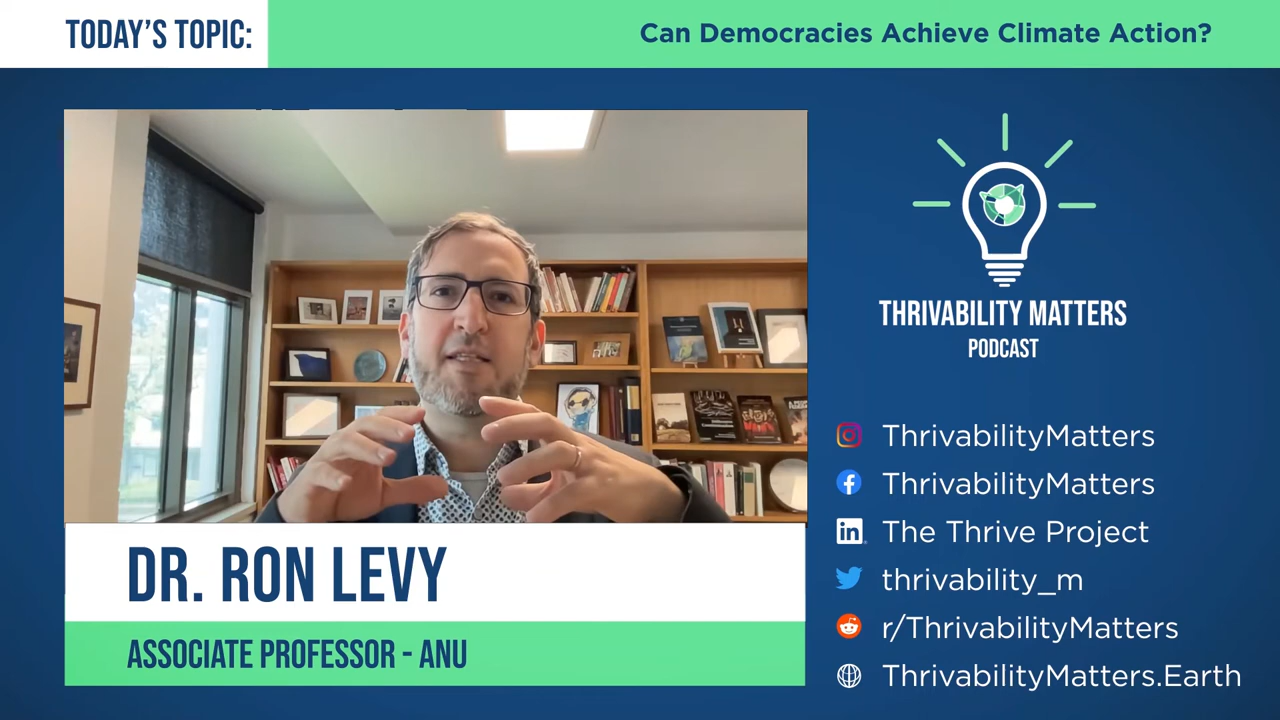 TODAY'S TOPIC:
Can Democracies Achieve Climate Action?
THRIVABILITY MATTERS
PODCAST
ThrivabilityMatters
ThrivabilityMatters
in
The Thrive Project
thrivability_m
r/ThrivabilityMatters
ThrivabilityMatters.Earth
DR. RON LEVY
ASSOCIATE PROFESSOR - ANU